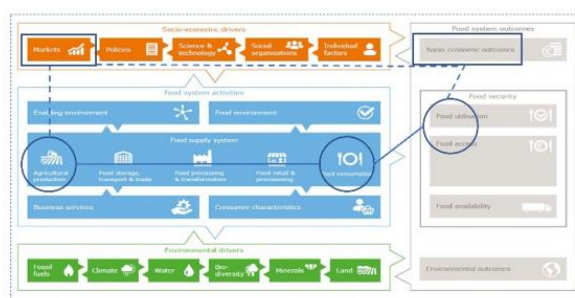 Socio-economic drivers
Food system outcomes
Markets
Policies
Science &
technology
Social
organisations
Individual
factors
Socio-economic outcomes
Food system activities
Food security
Enabling environment
Food environment
Food utilisation
Food supply system
Food access
Agricultural
production
Food storage,
transport & trade
Food processing
& transformation
Food retail &
provisioning
Food consumption
Business services
Consumer characteristics
Food availability
Environmental drivers
Fossil
fuels
Climate
Water
Bio-
diversity
Minerals
Land
Environmental outcomes